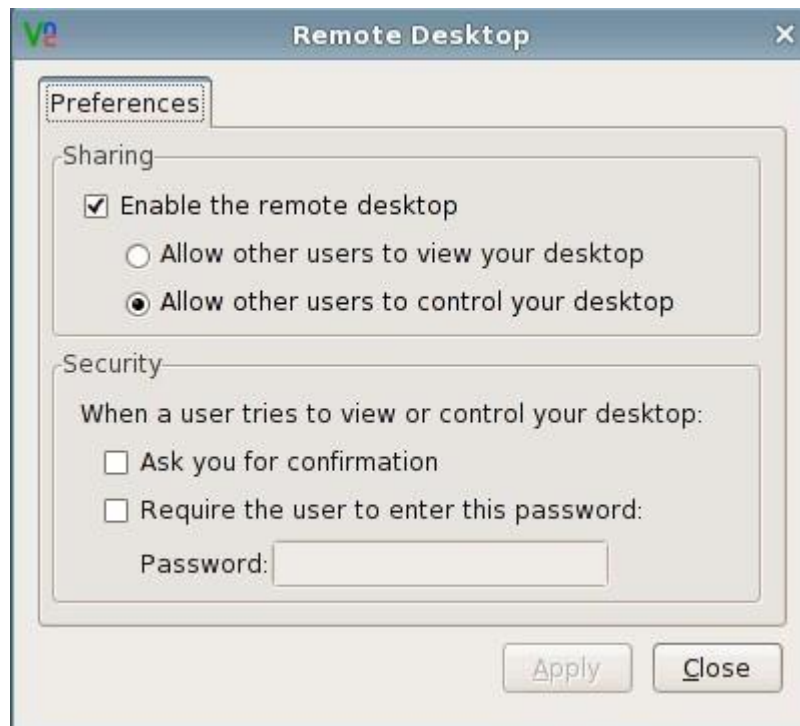 Remote Desktop
Preferences
Sharing
Enable the remote desktop
Allow other users to view your desktop
Allow other users to control your desktop
Security
When a user tries to view or control your desktop:
Ask you for confirmation
Require the user to enter this password:
Password:
Apply Close